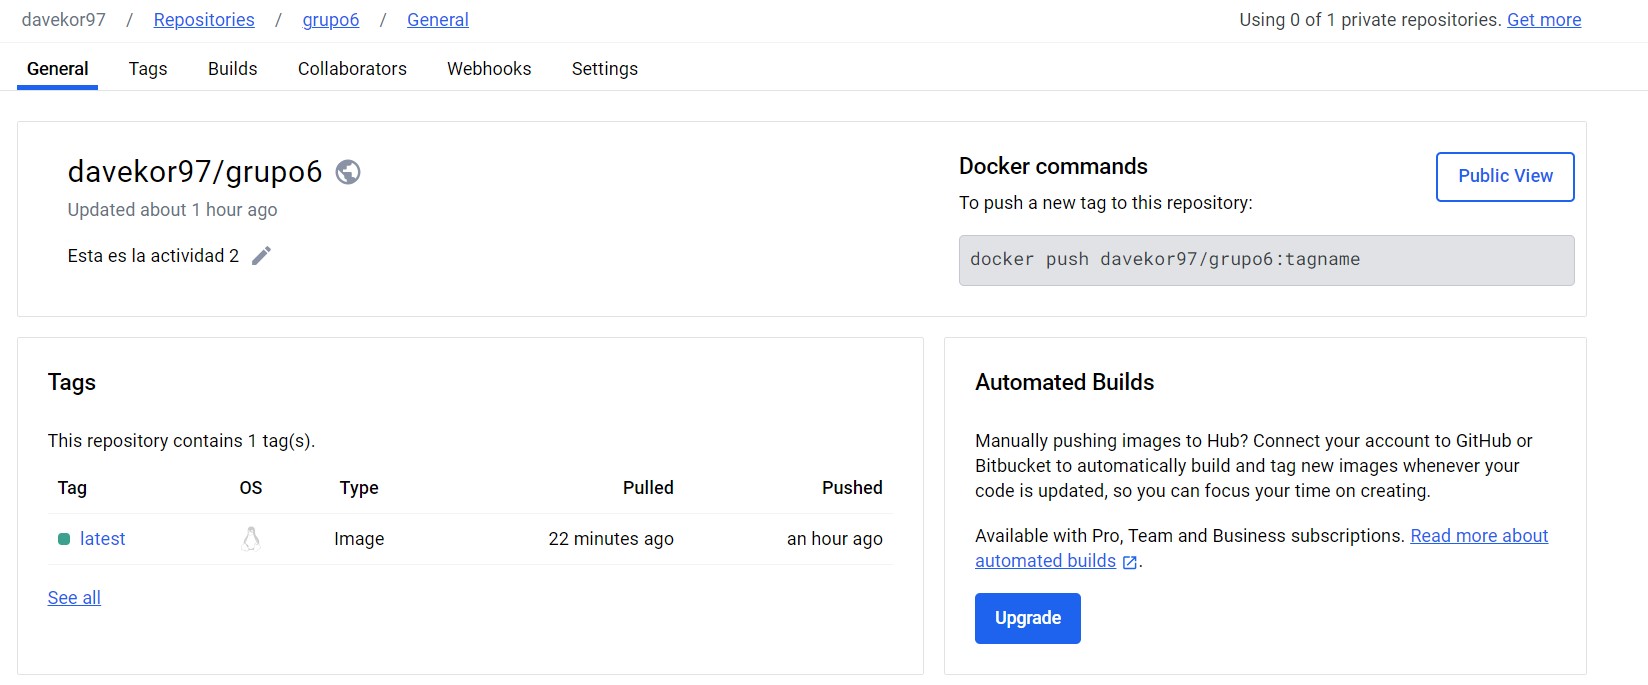 davekor97 / Repositories / grupo6 / General
Using 0 of 1 private repositories. Get more
General Tags Builds Collaborators Webhooks Settings
davekor97/grupo6
Updated about 1 hour ago
Esta es la actividad 2
Docker commands
To push a new tag to this repository:
Public View
docker push davekor97/grupo6:tagname
Tags
This repository contains 1 tag(s).
Tag OS Type Pulled Pushed
latest Image 22 minutes ago an hour ago
See all
Automated Builds
Manually pushing images to Hub? Connect your account to GitHub or
Bitbucket to automatically build and tag new images whenever your
code is updated, so you can focus your time on creating.
Available with Pro, Team and Business subscriptions. Read more about
automated builds .
Upgrade